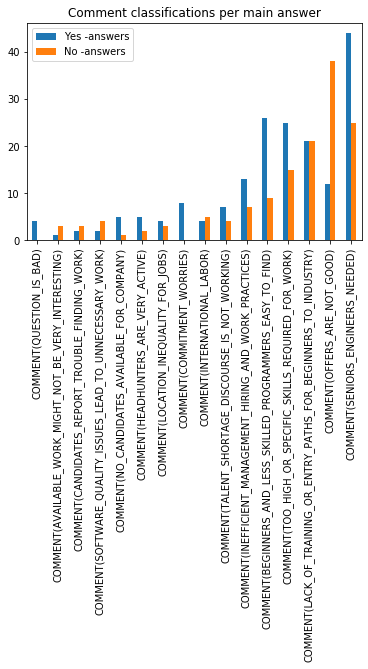 Comment classifications per main answer
Yes -answers
No -answers
40
30
20
10
0
COMMENT(QUESTION_IS_BAD)
COMMENT(AVAILABLE_WORK_MIGHT_NOT_BE_VERY_INTERESTING)
COMMENT(CANDIDATES_REPORT_TROUBLE_FINDING_WORK)
COMMENT(SOFTWARE_QUALITY_ISSUES_LEAD_TO_UNNECESSARY_WORK)
COMMENT(NO_CANDIDATES_AVAILABLE_FOR_COMPANY)
COMMENT(HEADHUNTERS_ARE_VERY_ACTIVE)
COMMENT(LOCATION_INEQUALITY_FOR_JOBS)
COMMENT(COMMITMENT_WORRIES)
COMMENT(INTERNATIONAL_LABOR)
COMMENT(TALENT_SHORTAGE_DISCOURSE_IS_NOT_WORKING)
COMMENT(INEFFICIENT_MANAGEMENT_HIRING_AND_WORK_PRACTICES)
COMMENT(BEGINNERS_AND_LESS_SKILLED_PROGRAMMERS_EASY_TO_FIND)
COMMENT(TOO_HIGH_OR_SPECIFIC_SKILLS_REQUIRED_FOR_WORK)
COMMENT(LACK_OF_TRAINING_OR_ENTRY_PATHS_FOR_BEGINNERS_TO_INDUSTRY)
COMMENT(OFFERS_ARE_NOT_GOOD)
COMMENT(SENIORS_ENGINEERS_NEEDED)